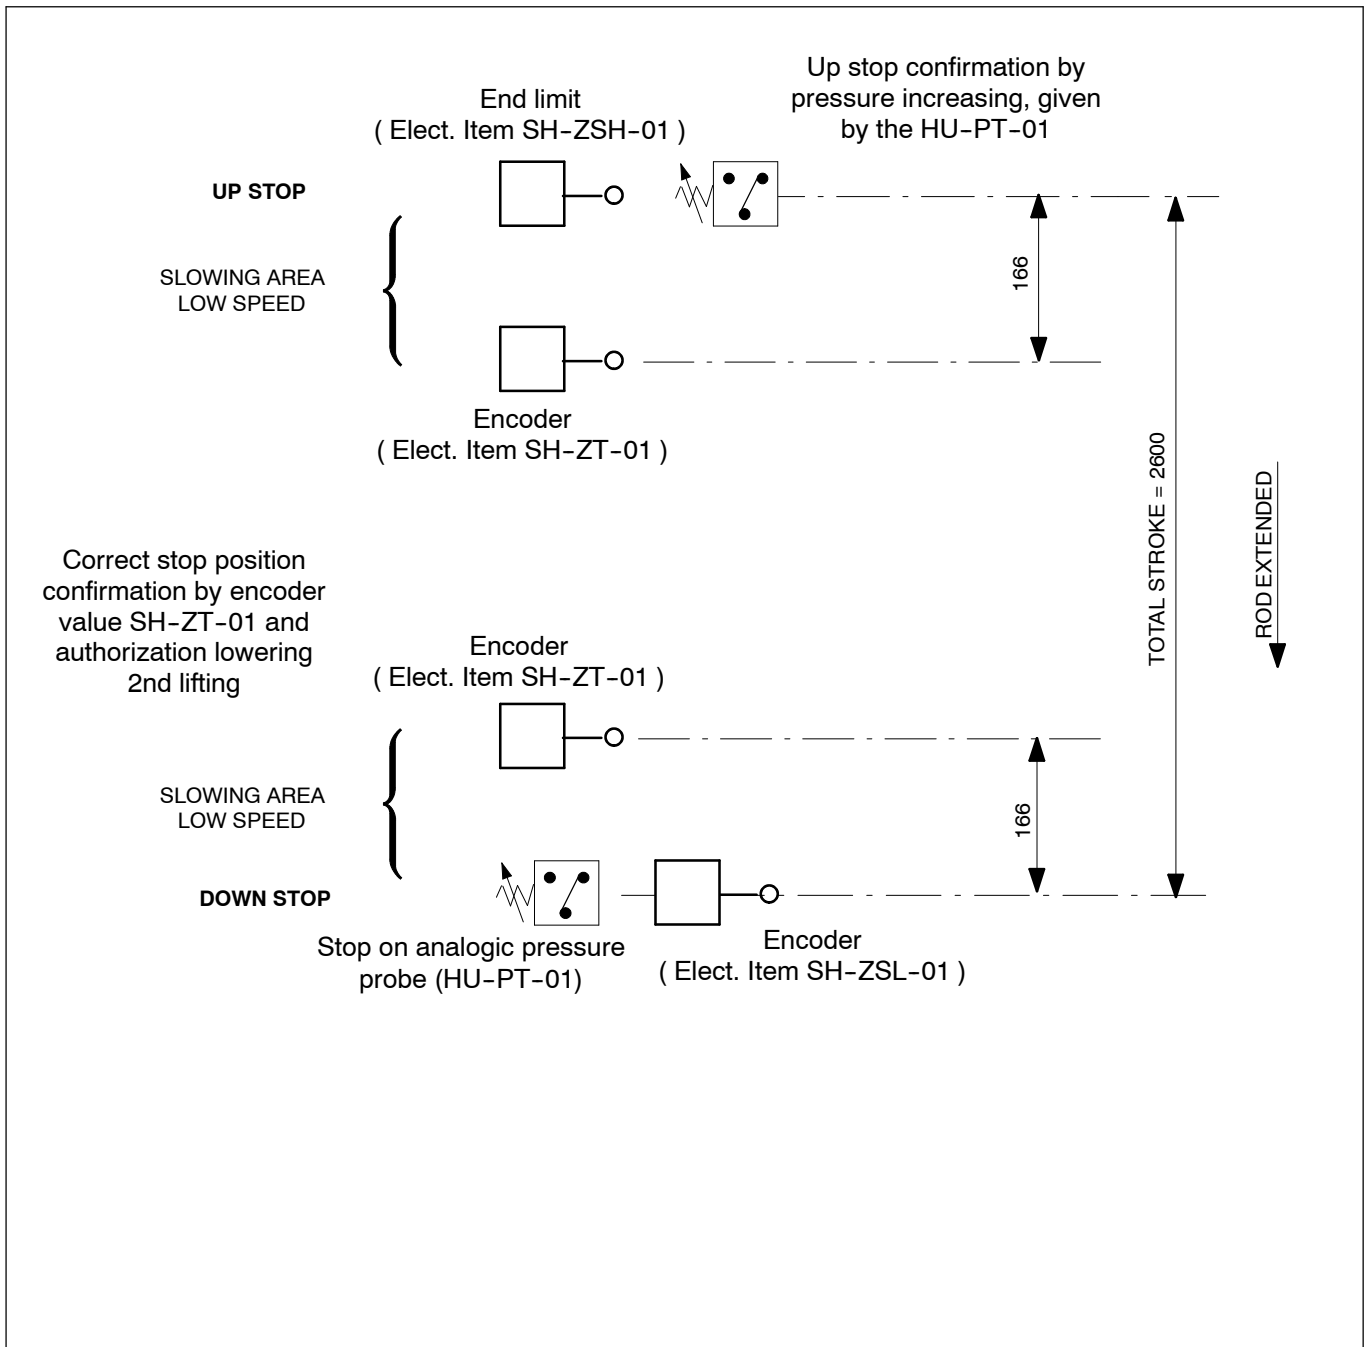 Up stop confirmation by
pressure increasing, given
by the HU-PT-01
End limit
( Elect. Item SH-ZSH-01 )
UP STOP
SLOWING AREA
LOW SPEED
166
Encoder
( Elect. Item SH-ZT-01 )
TOTAL STROKE = 2600
ROD EXTENDED
Correct stop position
confirmation by encoder
value SH-ZT-01 and
authorization lowering
2nd lifting
Encoder
( Elect. Item SH-ZT-01 )
SLOWING AREA
LOW SPEED
166
DOWN STOP
Stop on analogic pressure
probe (HU-PT-01)
Encoder
( Elect. Item SH-ZSL-01 )